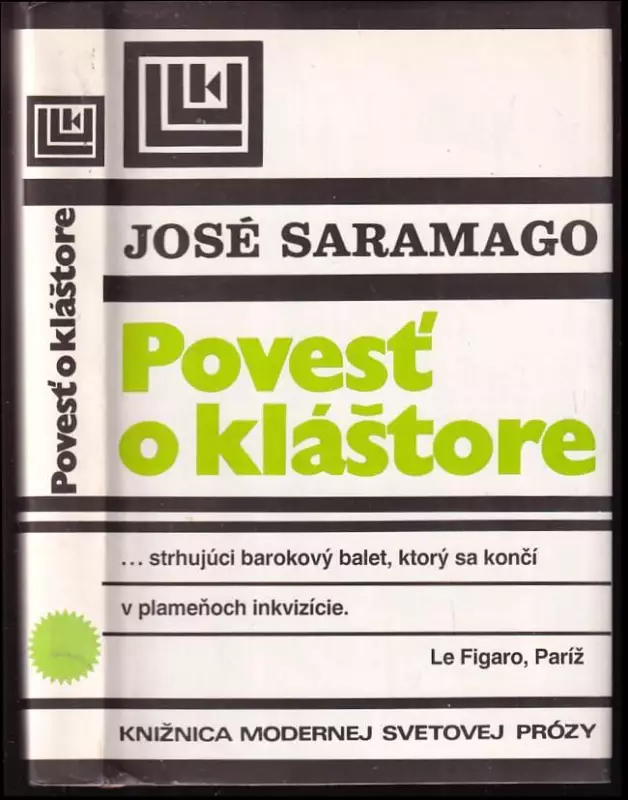 JOSÉ SARAMAGO
Povesť
o kláštore
... strhujúci barokový balet, ktorý sa končí
v plameňoch inkvizície.
Le Figaro, Paríž
KNIŽNICA MODERNEJ SVETOVEJ PRÓZY
Povesť o kláštore